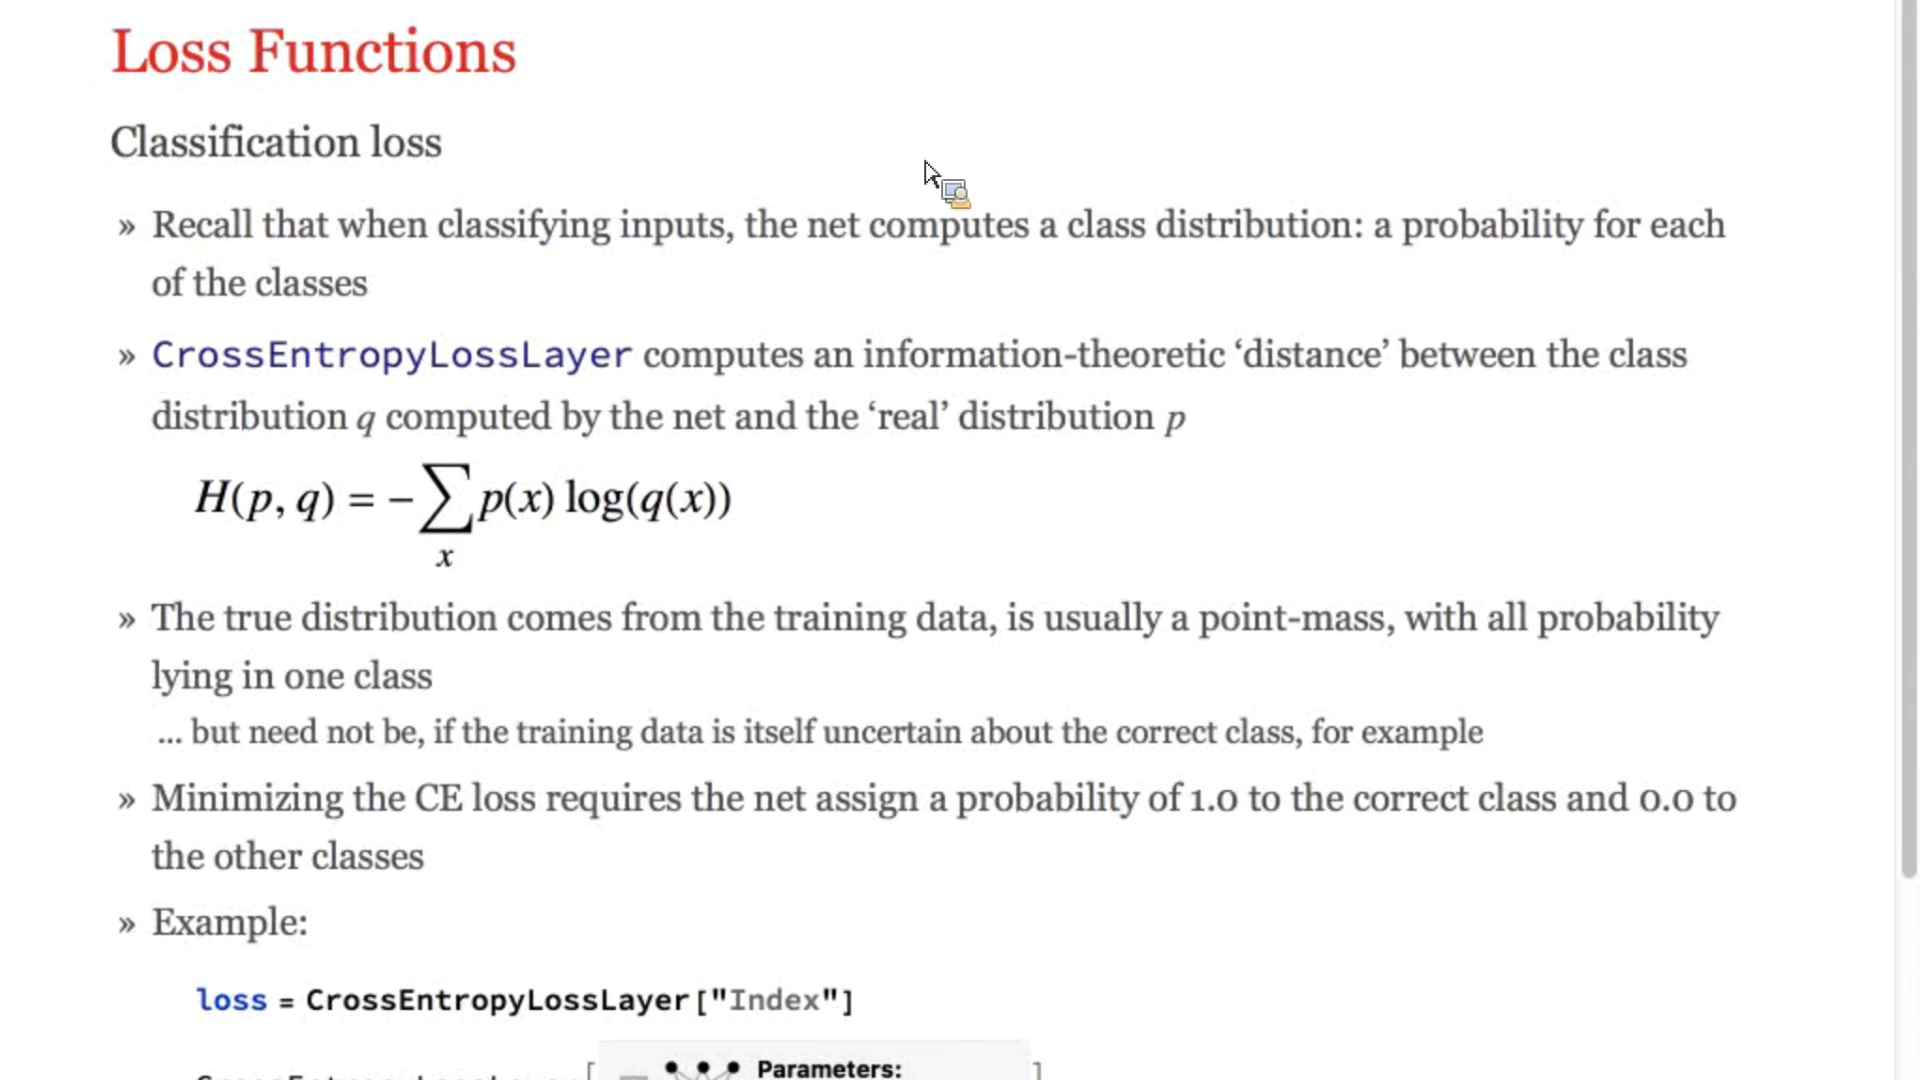 Loss Functions
Classification loss
» Recall that when classifying inputs, the net computes a class distribution: a probability for each
of the classes
» CrossEntropyLossLayer computes an information-theoretic ‘distance’ between the class
distribution q computed by the net and the ‘real’ distribution p
H(p, q) = − ∑ p(x) log(q(x))
x
» The true distribution comes from the training data, is usually a point-mass, with all probability
lying in one class
... but need not be, if the training data is itself uncertain about the correct class, for example
» Minimizing the CE loss requires the net assign a probability of 1.0 to the correct class and 0.0 to
the other classes
» Example:
loss = CrossEntropyLossLayer["Index"]
[ Parameters: ]